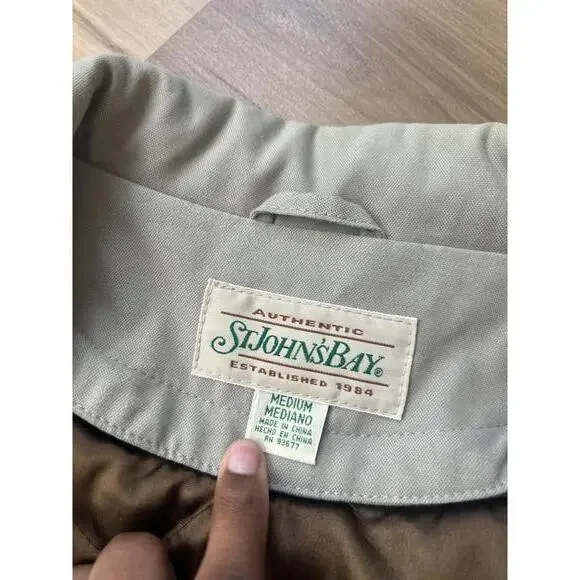 AUTHENTIC
ST JOHN'S BAY®
ESTABLISHED 1984
MEDIUM
MEDIANO
MADE IN CHINA
HECHO EN CHINA
RN 93677